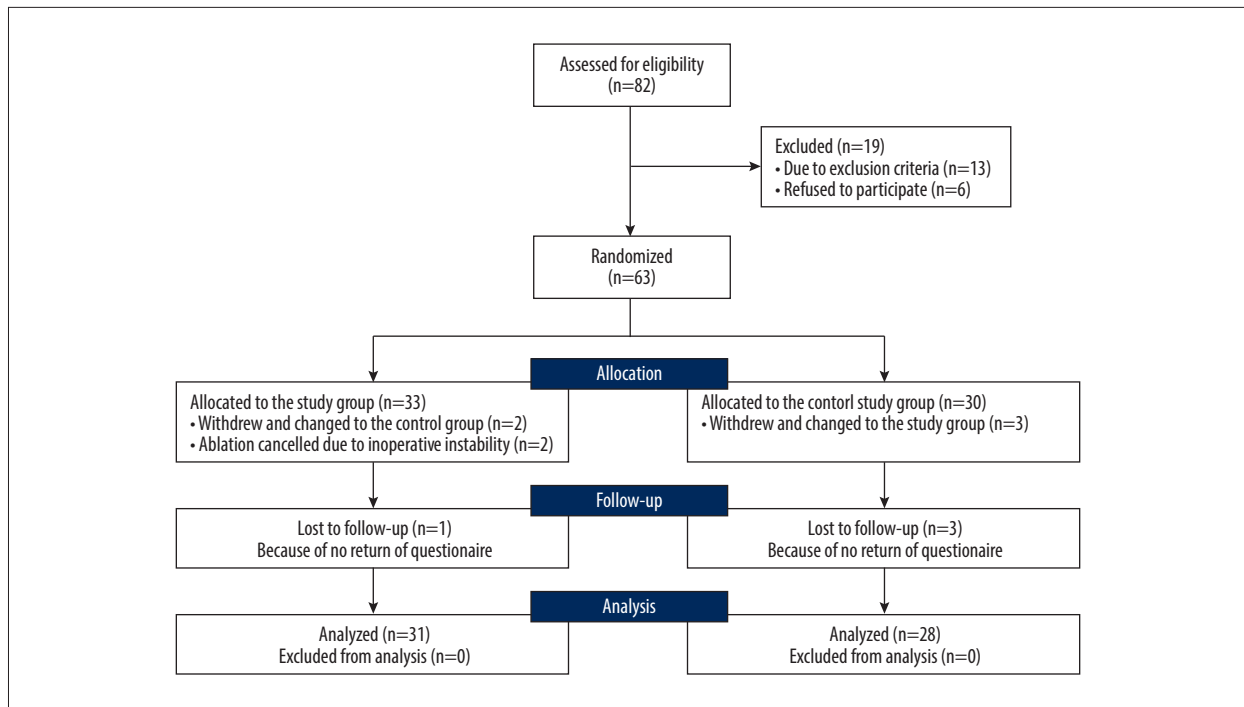 Assessed for eligibility
(n=82)
Excluded (n=19)
• Due to exclusion criteria (n=13)
• Refused to participate (n=6)
Randomized
(n=63)
Allocation
Allocated to the study group (n=33)
• Withdrew and changed to the control group (n=2)
• Ablation cancelled due to inoperative instability (n=2)
Allocated to the contorl study group (n=30)
• Withdrew and changed to the study group (n=3)
Follow-up
Lost to follow-up (n=1)
Because of no return of questionaire
Lost to follow-up (n=3)
Because of no return of questionaire
Analysis
Analyzed (n=31)
Excluded from analysis (n=0)
Analyzed (n=28)
Excluded from analysis (n=0)